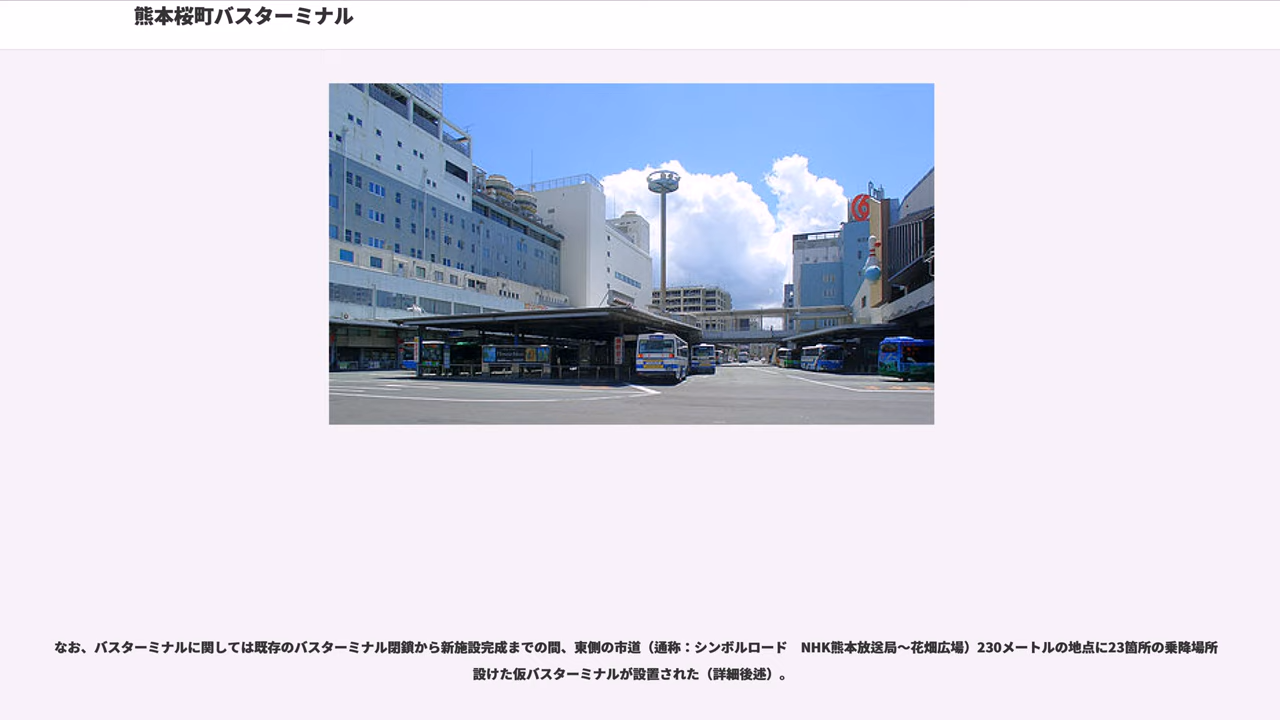 熊本桜町バスターミナル
なお、バスターミナルに関しては既存のバスターミナル閉鎖から新施設完成までの間、東側の市道（通称：シンボルロード　NHK熊本放送局〜花畑広場）230メートルの地点に23箇所の乗降場所
設けた仮バスターミナルが設置された（詳細後述）。